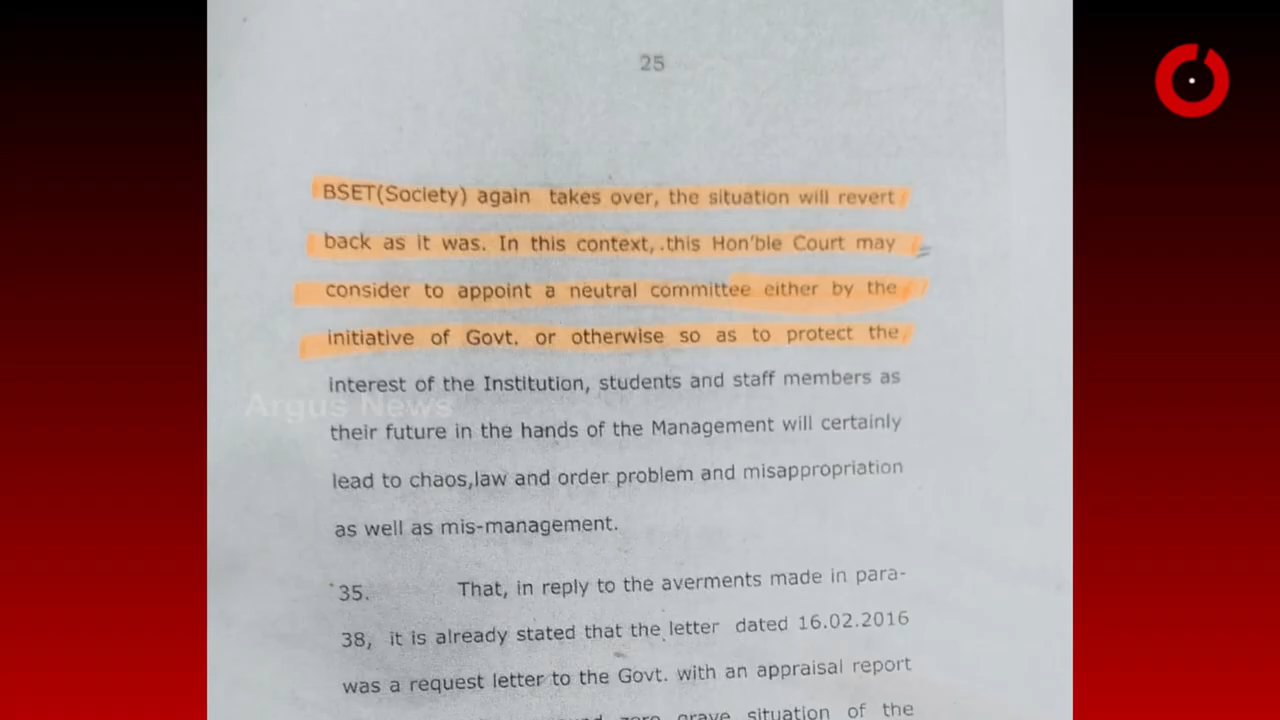 25
BSET(Society) again takes over, the situation will revert
back as it was. In this context, .this Hon'ble Court may
consider to appoint a neutral committee either by the
initiative of Govt. or otherwise so as to protect the
interest of the Institution, students and staff members as
Argus News
their future in the hands of the Management will certainly
lead to chaos,law and order problem and misappropriation
as well as mis-management.
35. That, in reply to the averments made in para-
38, it is already stated that the letter dated 16.02.2016
was a request letter to the Govt. with an appraisal report
zero grave situation of the